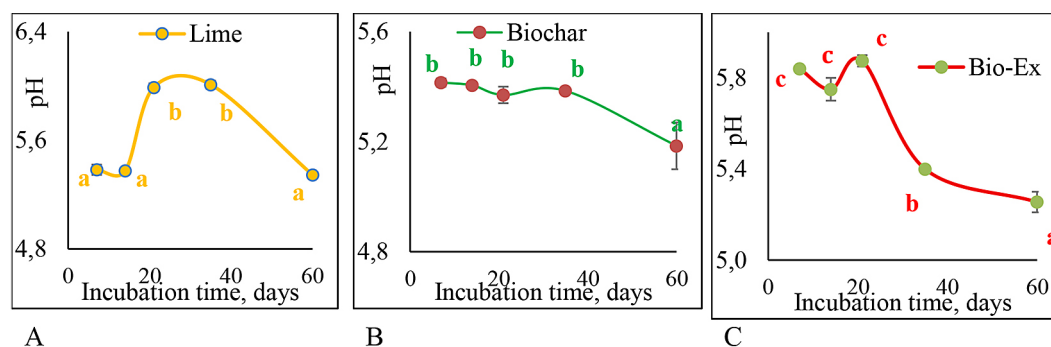 6,4
Lime
b
b
5,6
a
a
a
4,8
0
20
40
60
pH
Incubation time, days
A
5,6
Biochar
b
b
b
b
5,2
a
4,8
0
20
40
60
pH
Incubation time, days
B
c
c
c
Bio-Ex
5,8
5,4
b
a
5,0
0
20
40
60
pH
Incubation time, days
C